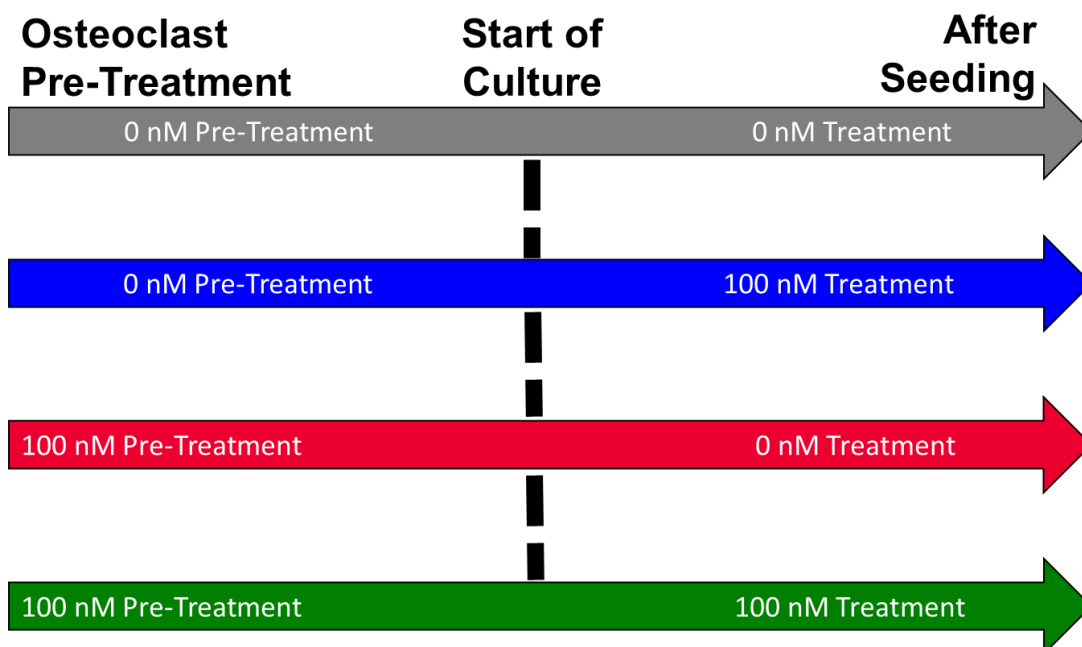 Osteoclast
Pre-Treatment
Start of
Culture
After
Seeding
0 nM Pre-Treatment
0 nM Treatment
0 nM Pre-Treatment
100 nM Treatment
100 nM Pre-Treatment
0 nM Treatment
100 nM Pre-Treatment
100 nM Treatment